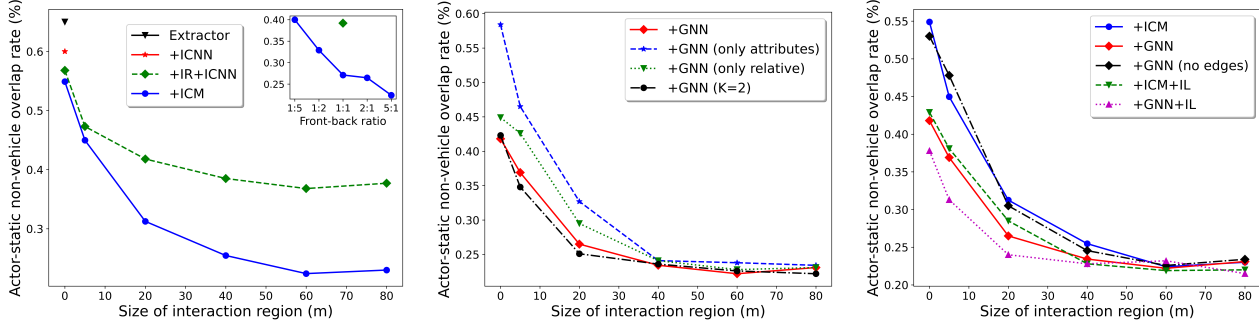 Actor-static non-vehicle overlap rate (%)
0.6
0.5
0.4
0.3
0 10 20 30 40 50 60 70 80
Size of interaction region (m)
Extractor
+ICNN
+IR+ICNN
+ICM
0.40
0.35
0.30
0.25
1:5 1:2 1:1 2:1 5:1
Front-back ratio
Actor-static non-vehicle overlap rate (%)
0.60
0.55
0.50
0.45
0.40
0.35
0.30
0.25
0 10 20 30 40 50 60 70 80
Size of interaction region (m)
+GNN
+GNN (only attributes)
+GNN (only relative)
+GNN (K=2)
Actor-static non-vehicle overlap rate (%)
0.55
0.50
0.45
0.40
0.35
0.30
0.25
0.20
0 10 20 30 40 50 60 70 80
Size of interaction region (m)
+ICM
+GNN
+GNN (no edges)
+ICM+IL
+GNN+IL